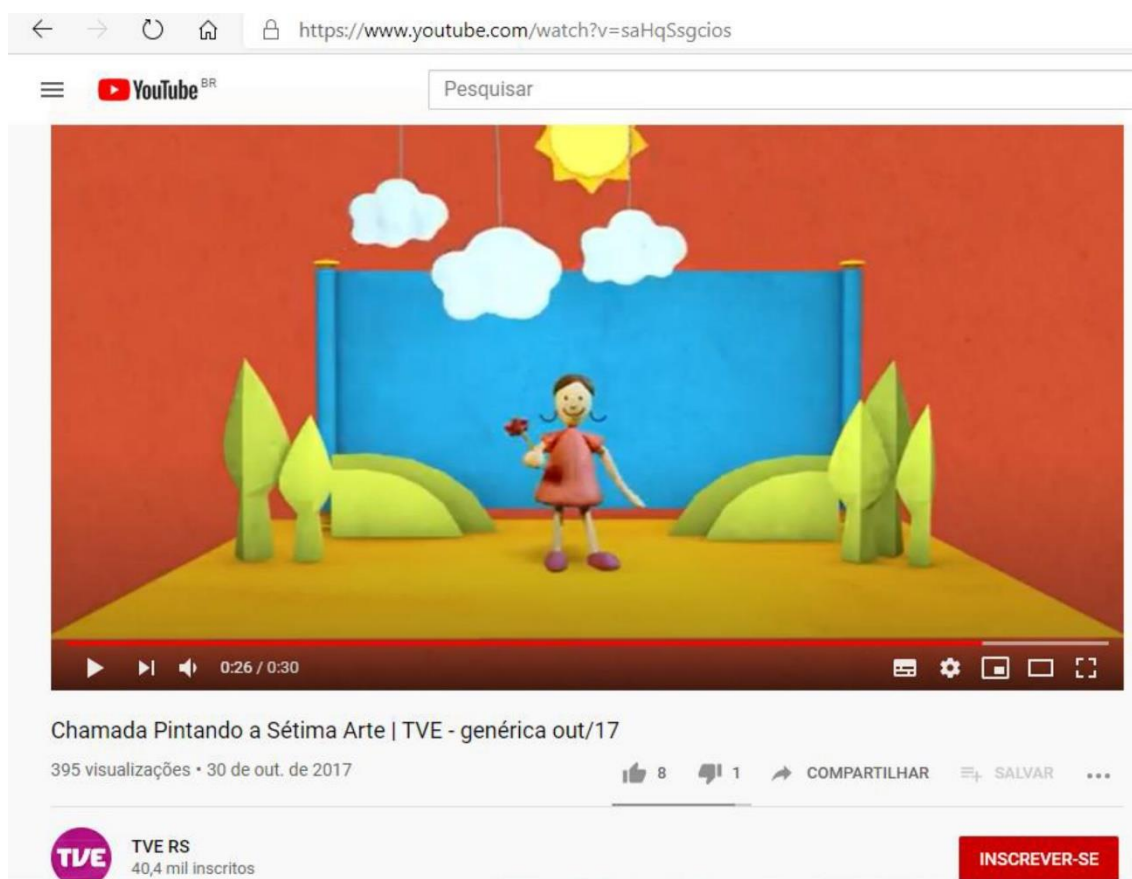 https://www.youtube.com/watch?v=saHqSsgcios
YouTube BR
Pesquisar
0:26 / 0:30
Chamada Pintando a Sétima Arte | TVE - genérica out/17
395 visualizações • 30 de out. de 2017
8 1 COMPARTILHAR SALVAR
TVE
TVE RS
40,4 mil inscritos
INSCREVER-SE